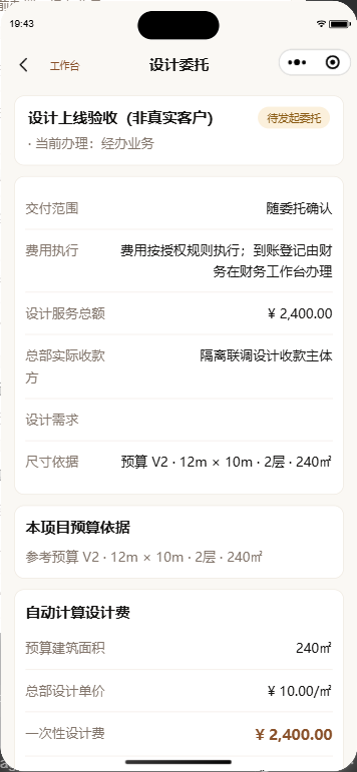 19:43
工作台
设计委托
设计上线验收（非真实客户）
待发起委托
· 当前办理：经办业务
交付范围
随委托确认
费用执行
费用按授权规则执行；到账登记由财
务在财务工作台办理
设计服务总额
¥ 2,400.00
总部实际收款
方
隔离联调设计收款主体
设计需求
尺寸依据
预算 V2 · 12m × 10m · 2层 · 240㎡
本项目预算依据
参考预算 V2 · 12m × 10m · 2层 · 240㎡
自动计算设计费
预算建筑面积
240㎡
总部设计单价
¥ 10.00/㎡
一次性设计费
¥ 2,400.00